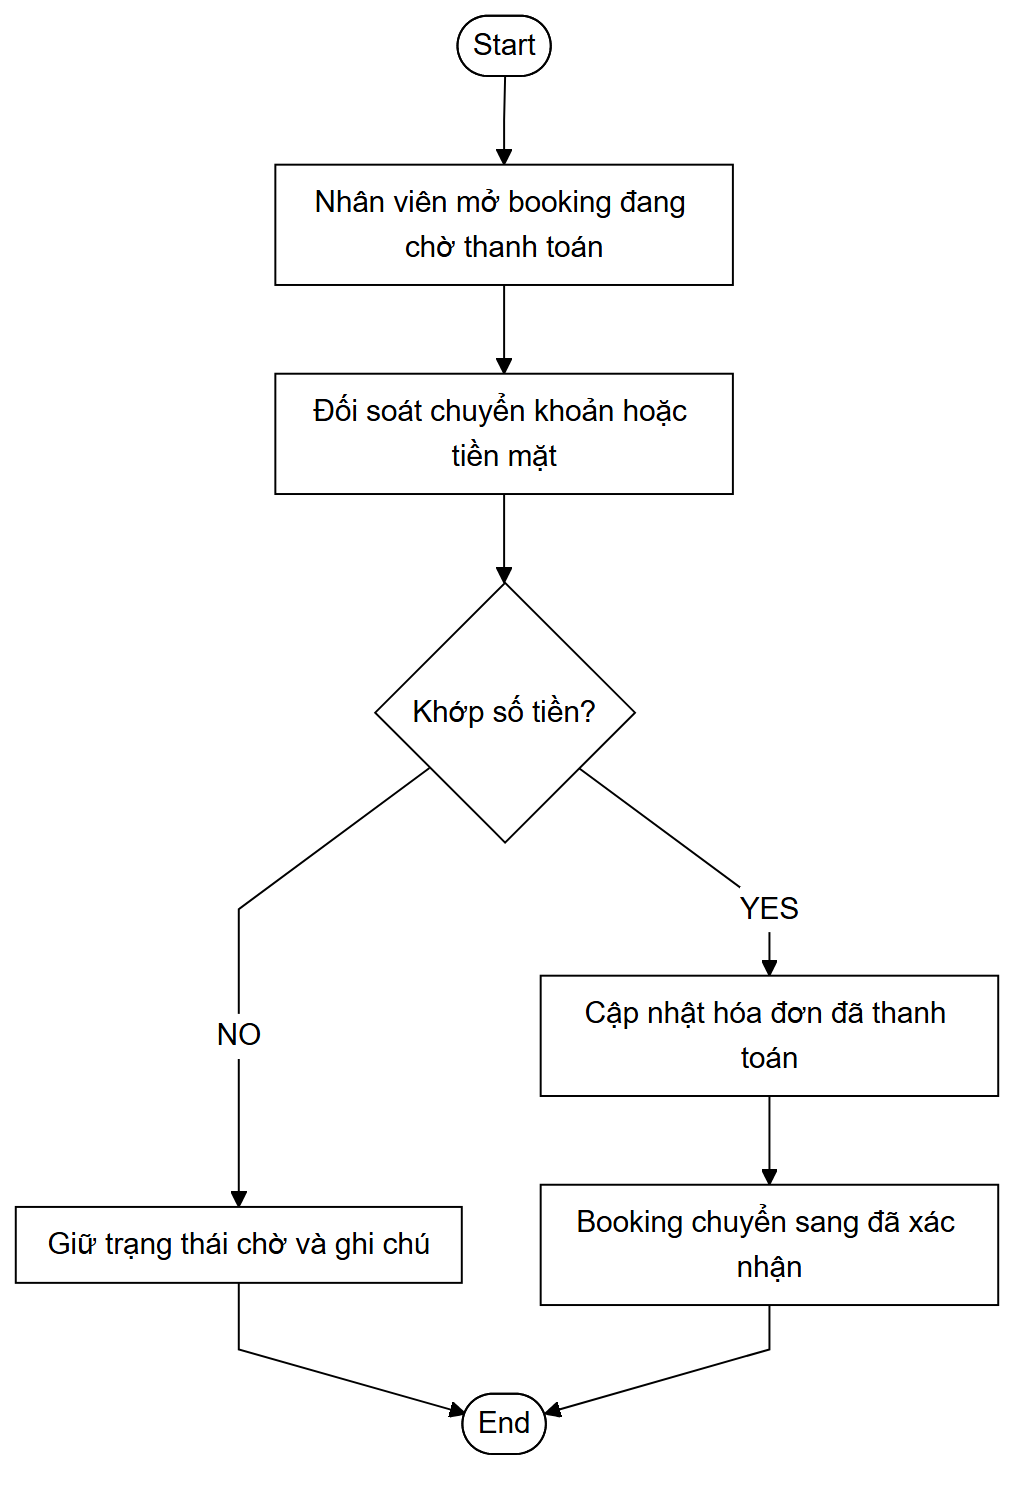 Start
Nhân viên mở booking đang
chờ thanh toán
Đối soát chuyển khoản hoặc
tiền mặt
Khớp số tiền?
YES
NO
Cập nhật hóa đơn đã thanh
toán
Giữ trạng thái chờ và ghi chú
Booking chuyển sang đã xác
nhận
End